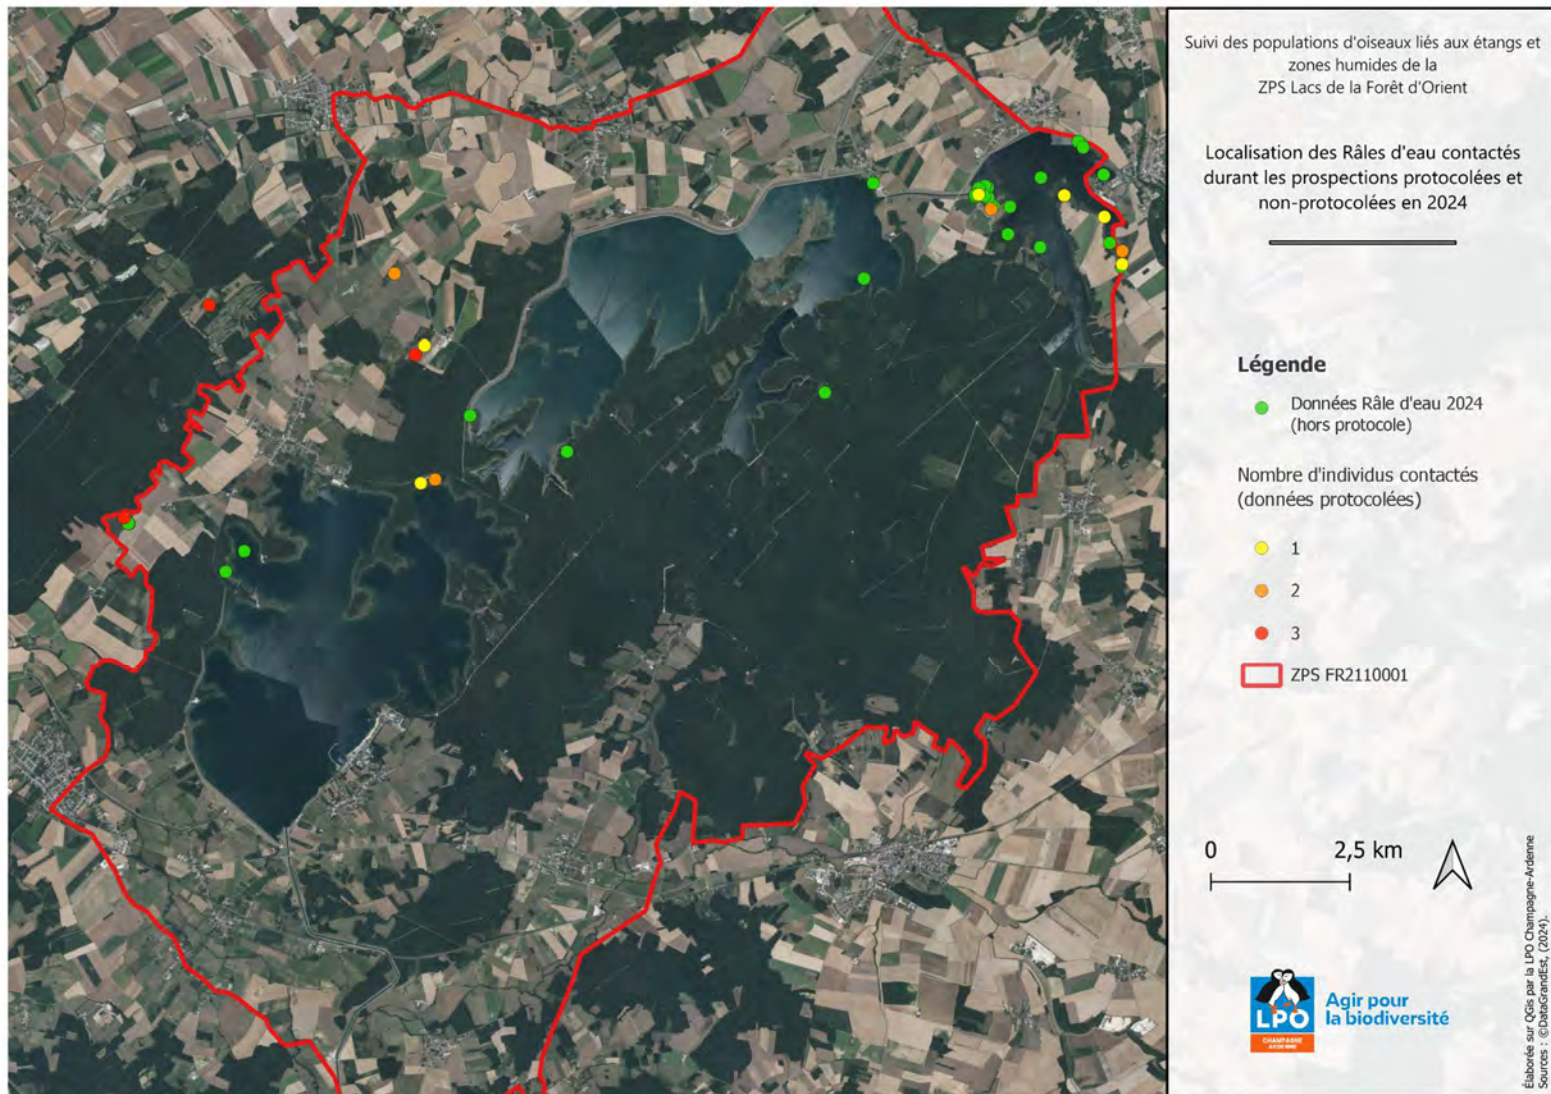 Suivi des populations d'oiseaux liés aux étangs et
zones humides de la
ZPS Lacs de la Forêt d'Orient
Localisation des Râles d'eau contactés
durant les prospections protocolées et
non-protocolées en 2024
Légende
Données Râle d'eau 2024
(hors protocole)
Nombre d'individus contactés
(données protocolées)
1
2
3
ZPS FR2110001
0 2,5 km
LPO
CHAMPAGNE
ARDENNE
Agir pour
la biodiversité
Élaborée sur QGis par la LPO Champagne-Ardenne
Sources : ©DataGrandEst, (2024).